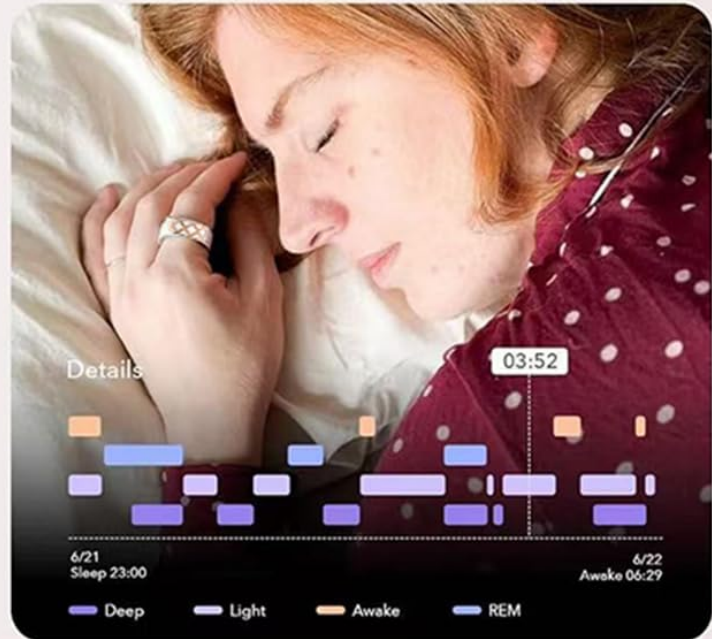 Details
03:52
6/21
Sleep 23:00
6/22
Awake 06:29
Deep
Light
Awake
REM